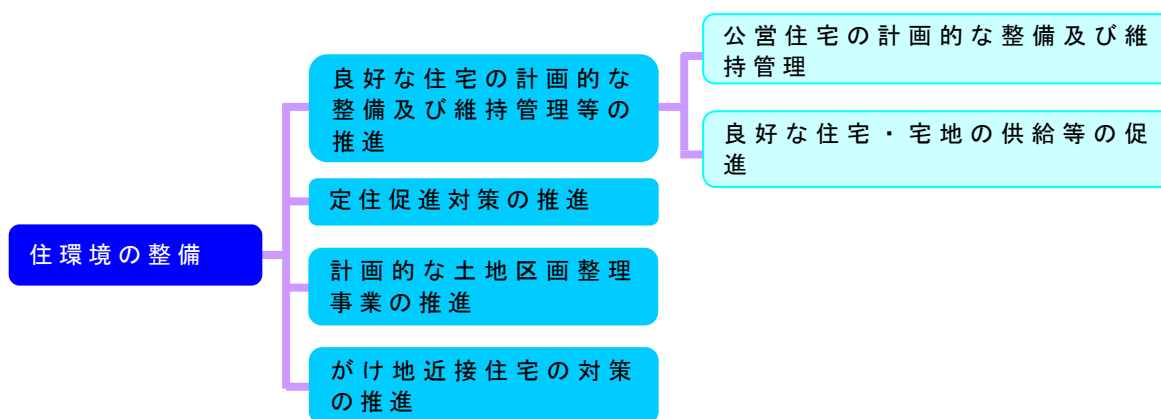 住環境の整備
良好な住宅の計画的な
整備及び維持管理等の
推進
公営住宅の計画的な整備及び維
持管理
良好な住宅・宅地の供給等の促
進
定住促進対策の推進
計画的な土地区画整理
事業の推進
がけ地近接住宅の対策
の推進